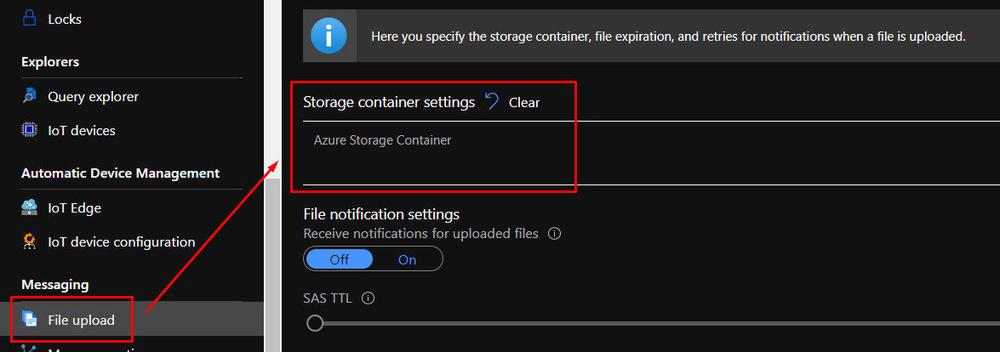 Locks
Explorers
Query explorer
IoT devices
Automatic Device Management
IoT Edge
IoT device configuration
Messaging
File upload
Here you specify the storage container, file expiration, and retries for notifications when a file is uploaded.
Storage container settings Clear
Azure Storage Container
File notification settings
Receive notifications for uploaded files
Off On
SAS TTL